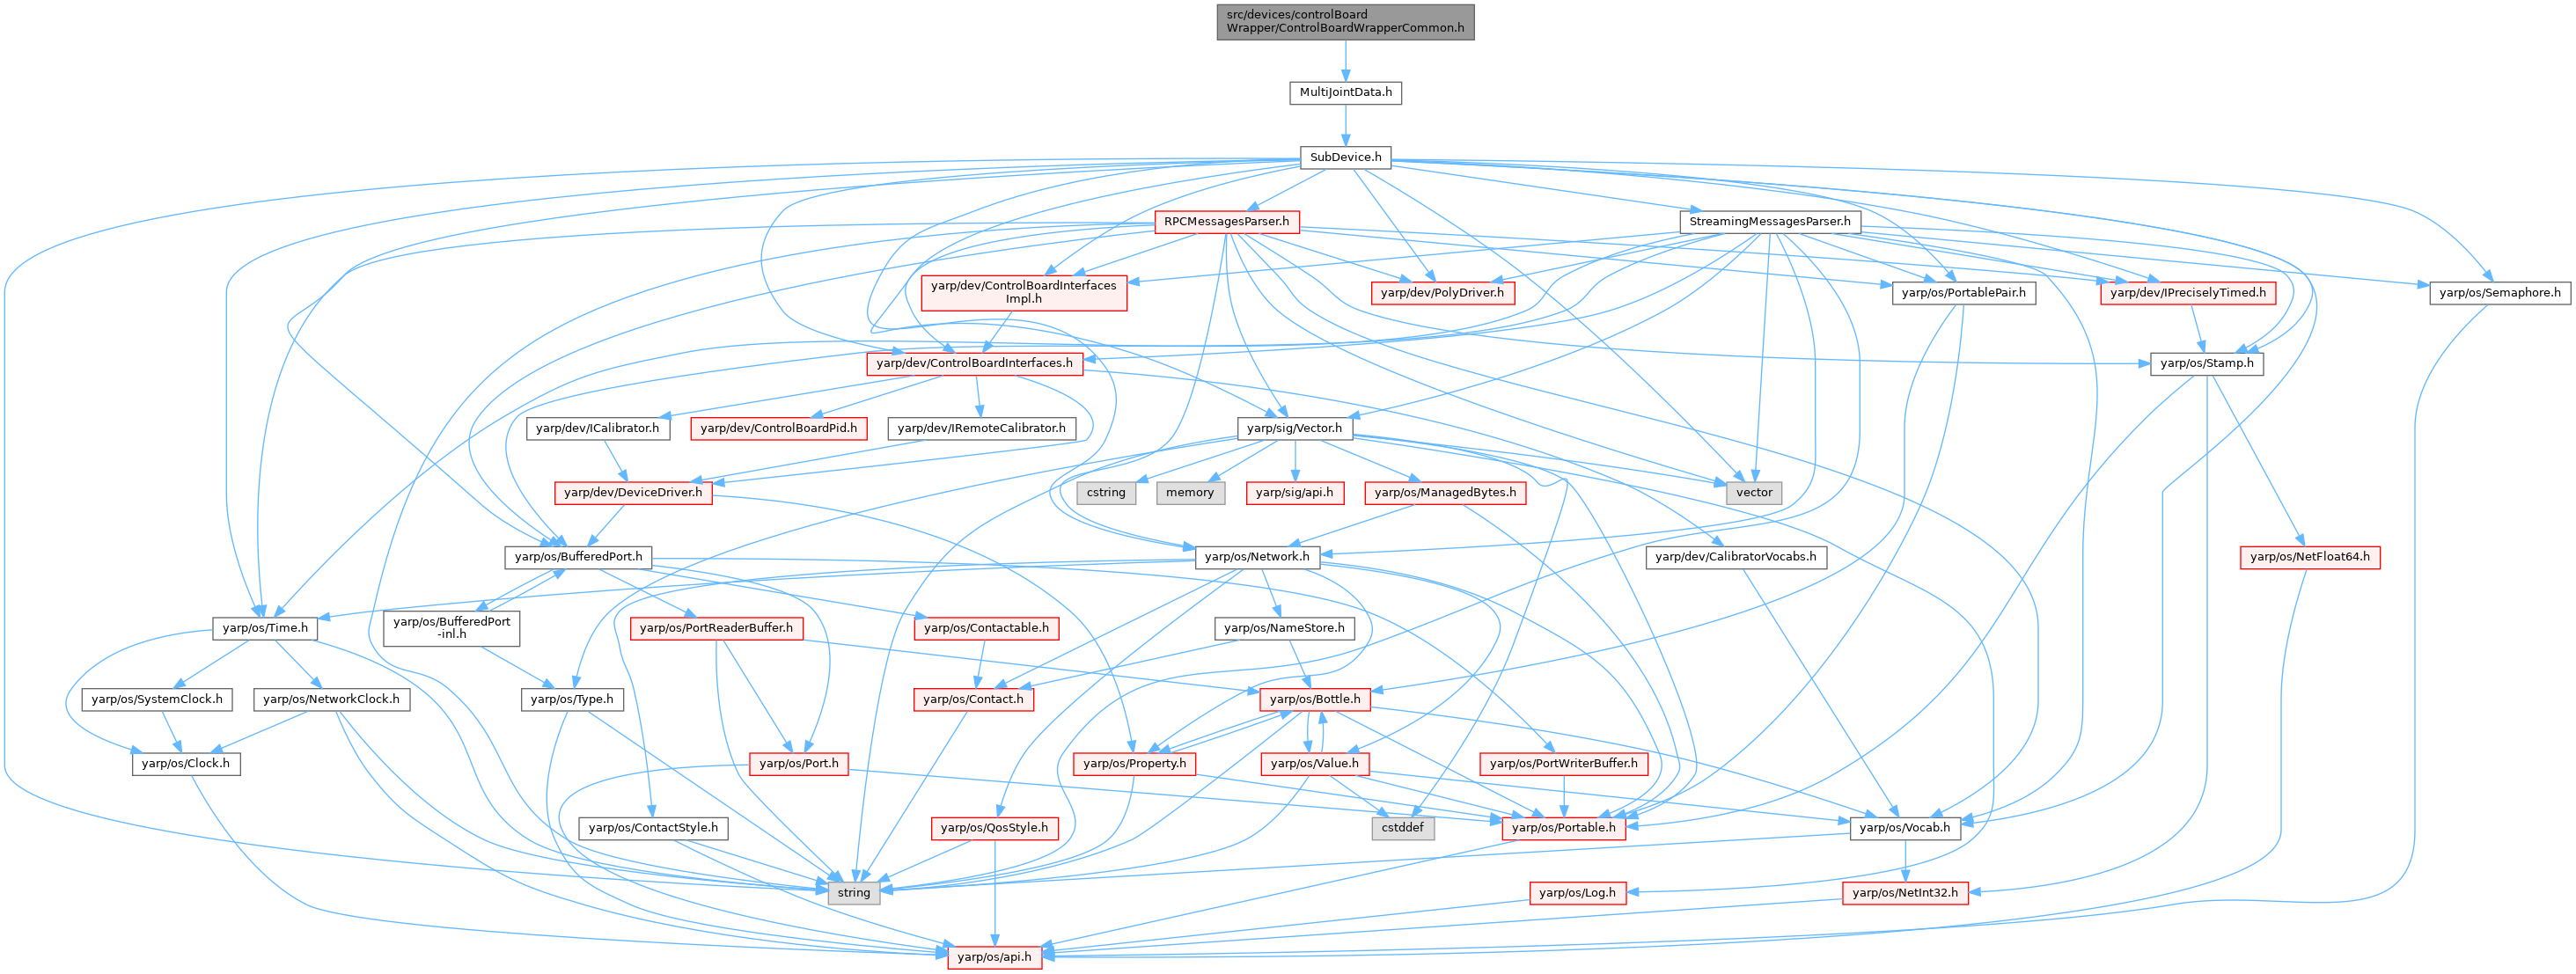 src/devices/controlBoard
Wrapper/ControlBoardWrapperCommon.h
MultiJointData.h
SubDevice.h
RPCMessagesParser.h
StreamingMessagesParser.h
yarp/dev/ControlBoardInterfaces
Impl.h
yarp/dev/PolyDriver.h
yarp/os/PortablePair.h
yarp/dev/IPreciselyTimed.h
yarp/os/Semaphore.h
yarp/dev/ControlBoardInterfaces.h
yarp/os/Stamp.h
yarp/dev/ICalibrator.h
yarp/dev/ControlBoardPid.h
yarp/dev/IRemoteCalibrator.h
yarp/sig/Vector.h
yarp/dev/DeviceDriver.h
cstring
memory
yarp/sig/api.h
yarp/os/ManagedBytes.h
vector
yarp/os/BufferedPort.h
yarp/os/Network.h
yarp/dev/CalibratorVocabs.h
yarp/os/NetFloat64.h
yarp/os/Time.h
yarp/os/BufferedPort
-inl.h
yarp/os/PortReaderBuffer.h
yarp/os/Contactable.h
yarp/os/NameStore.h
yarp/os/SystemClock.h
yarp/os/NetworkClock.h
yarp/os/Type.h
yarp/os/Contact.h
yarp/os/Bottle.h
yarp/os/Clock.h
yarp/os/Port.h
yarp/os/Property.h
yarp/os/Value.h
yarp/os/PortWriterBuffer.h
yarp/os/ContactStyle.h
yarp/os/QosStyle.h
cstddef
yarp/os/Portable.h
yarp/os/Vocab.h
string
yarp/os/Log.h
yarp/os/NetInt32.h
yarp/os/api.h